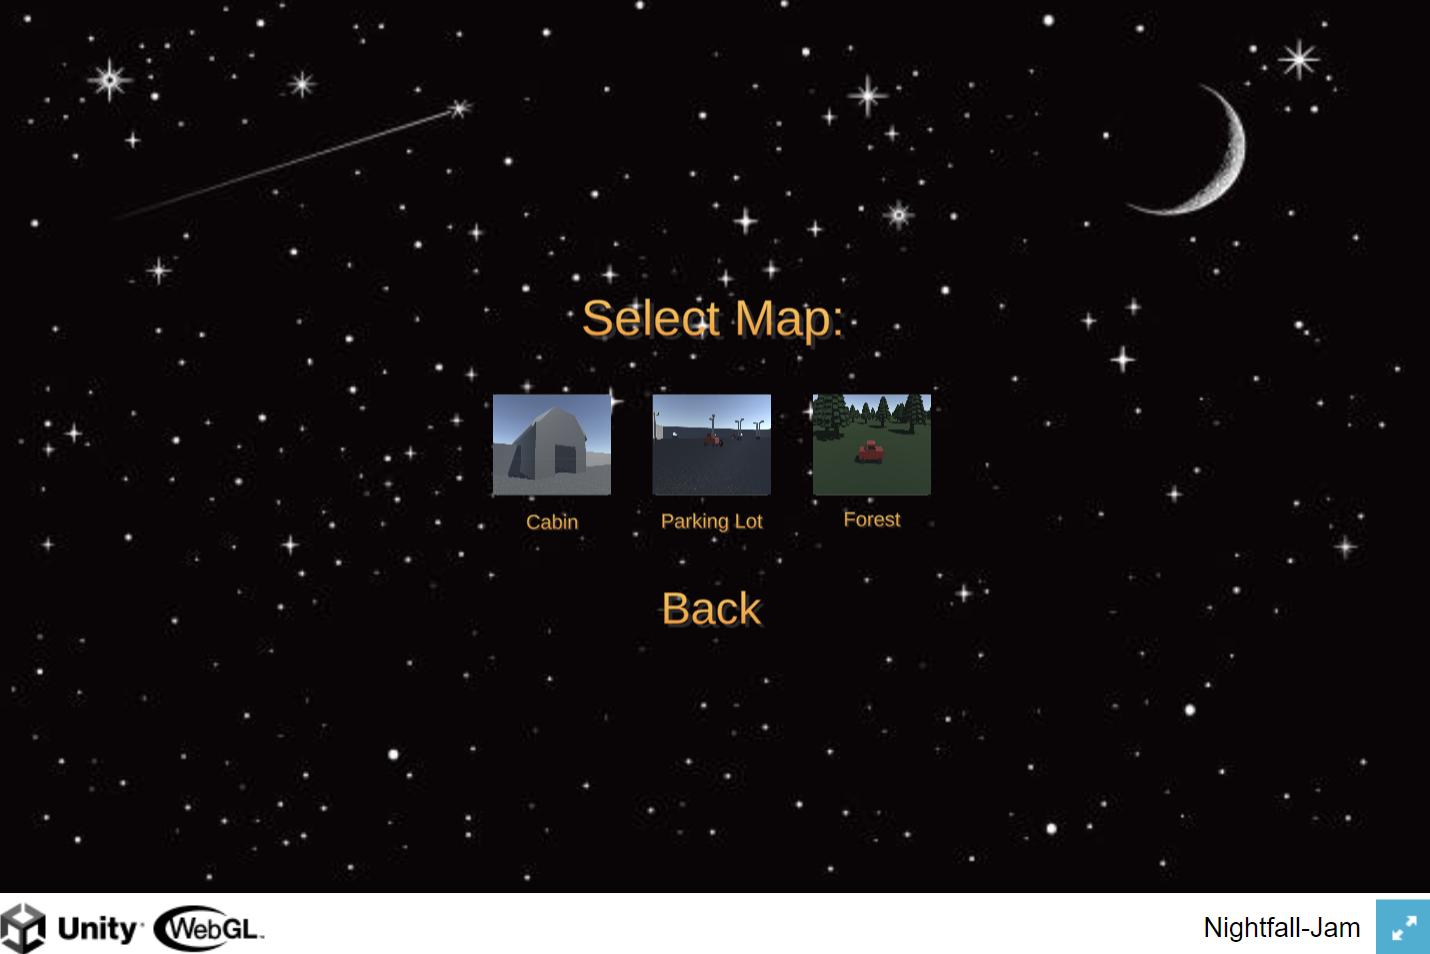 Select Map:
Cabin
Parking Lot
Forest
Back
Unity
WebGL
Nightfall-Jam